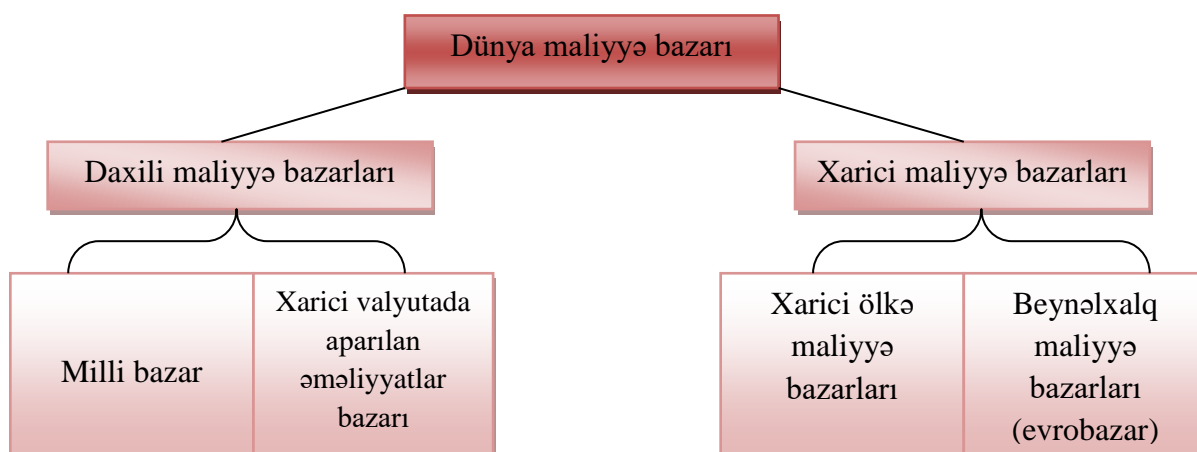 Dünya maliyyə bazarı
Daxili maliyyə bazarları
Xarici maliyyə bazarları
Milli bazar
Xarici valyutada
aparılan
əməliyyatlar
bazarı
Xarici ölkə
maliyyə
bazarları
Beynəlxalq
maliyyə
bazarları
(evrobazar)